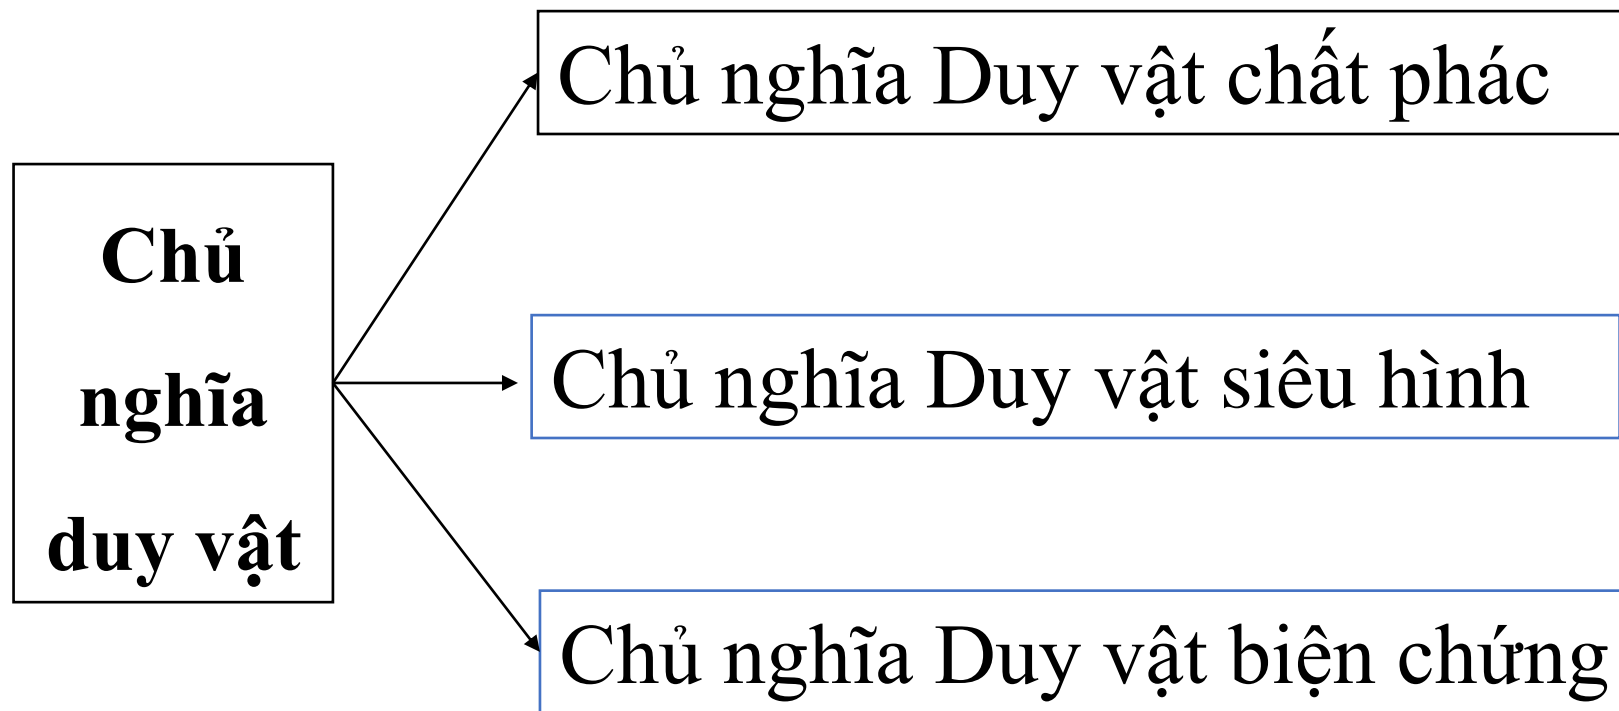 Chủ
nghĩa
duy vật
Chủ nghĩa Duy vật chất phác
Chủ nghĩa Duy vật siêu hình
Chủ nghĩa Duy vật biện chứng